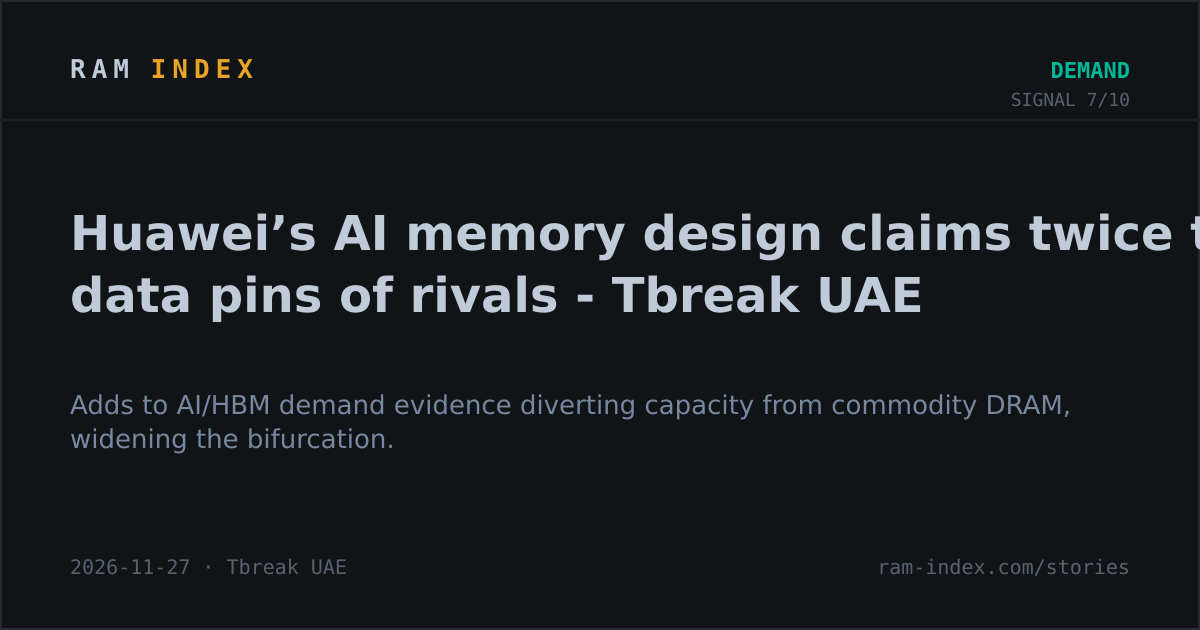 RAM INDEX
DEMAND
SIGNAL 7/10
Huawei’s AI memory design claims twice
data pins of rivals - Tbreak UAE
Adds to AI/HBM demand evidence diverting capacity from commodity DRAM,
widening the bifurcation.
2026-11-27 · Tbreak UAE
ram-index.com/stories